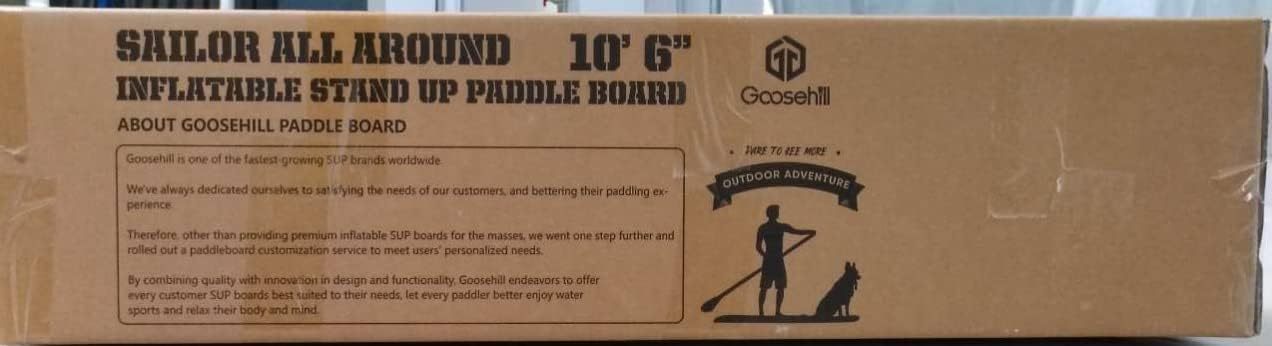 SAILOR ALL AROUND 10' 6"
INFLATABLE STAND UP PADDLE BOARD
ABOUT GOOSEHILL PADDLE BOARD
Goosehill is one of the fastest-growing SUP brands worldwide.
We've always dedicated ourselves to satisfying the needs of our customers, and bettering their paddling ex-
perience.
Therefore, other than providing premium inflatable SUP boards for the masses, we went one step further and
rolled out a paddleboard customization service to meet users' personalized needs.
By combining quality with innovation in design and functionality, Goosehill endeavors to offer
every customer SUP boards best suited to their needs, let every paddler better enjoy water
sports and relax their body and mind.
Goosehill
• DARE TO SEE MORE •
OUTDOOR ADVENTURE